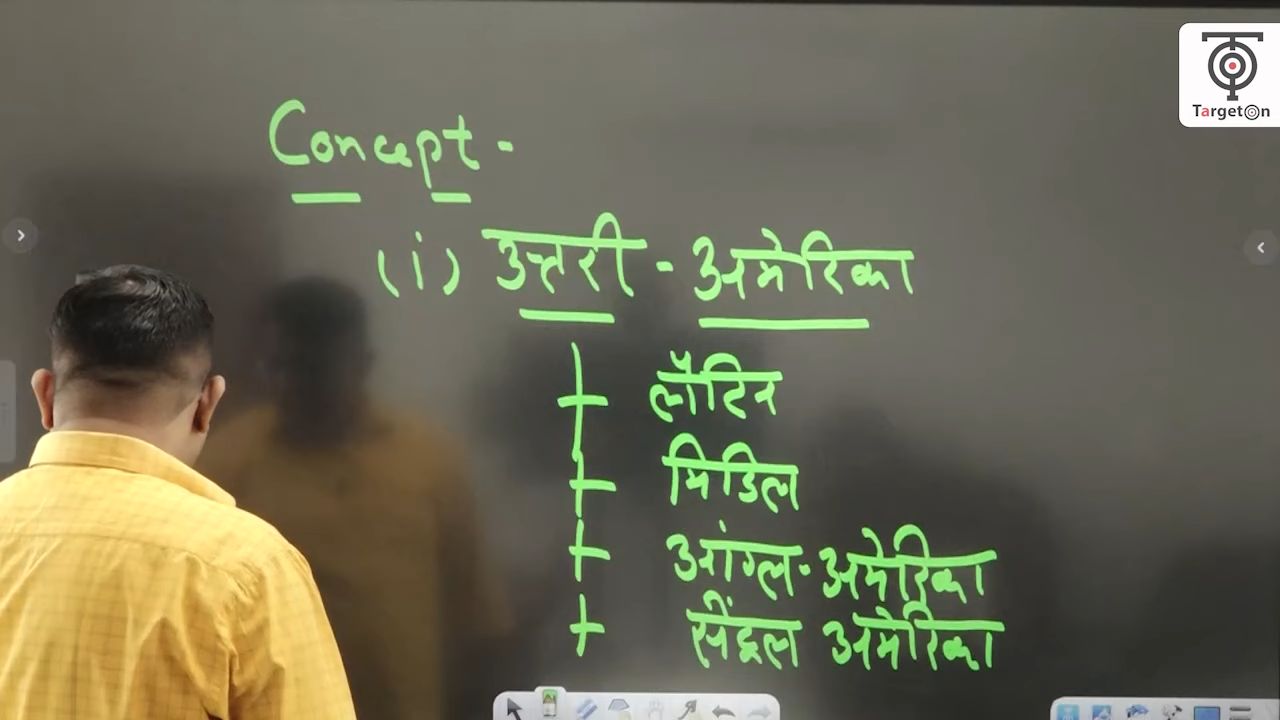 TargetOn
Concept -
(i) उत्तरी - अमेरिका
लॅाटिन
मिडिल
आंग्ल - अमेरिका
सेंट्रल अमेरिका